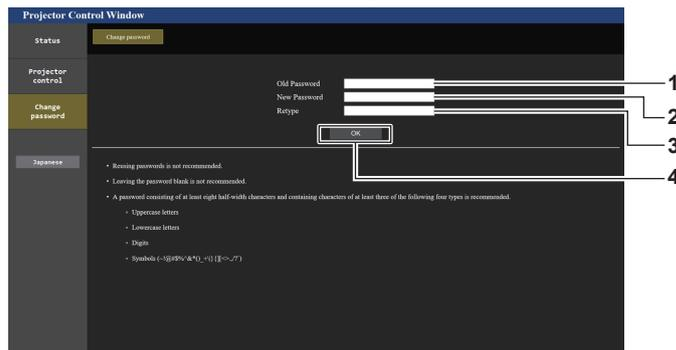 Projector Control Window
Status
Change password
Projector
control
Change
password
Japanese
Old Password
New Password
Retype
OK
1
2
3
4
• Reusing passwords is not recommended.
• Leaving the password blank is not recommended.
• A password consisting of at least eight half-width characters and containing characters of at least three of the following four types is recommended.
• Uppercase letters
• Lowercase letters
• Digits
• Symbols